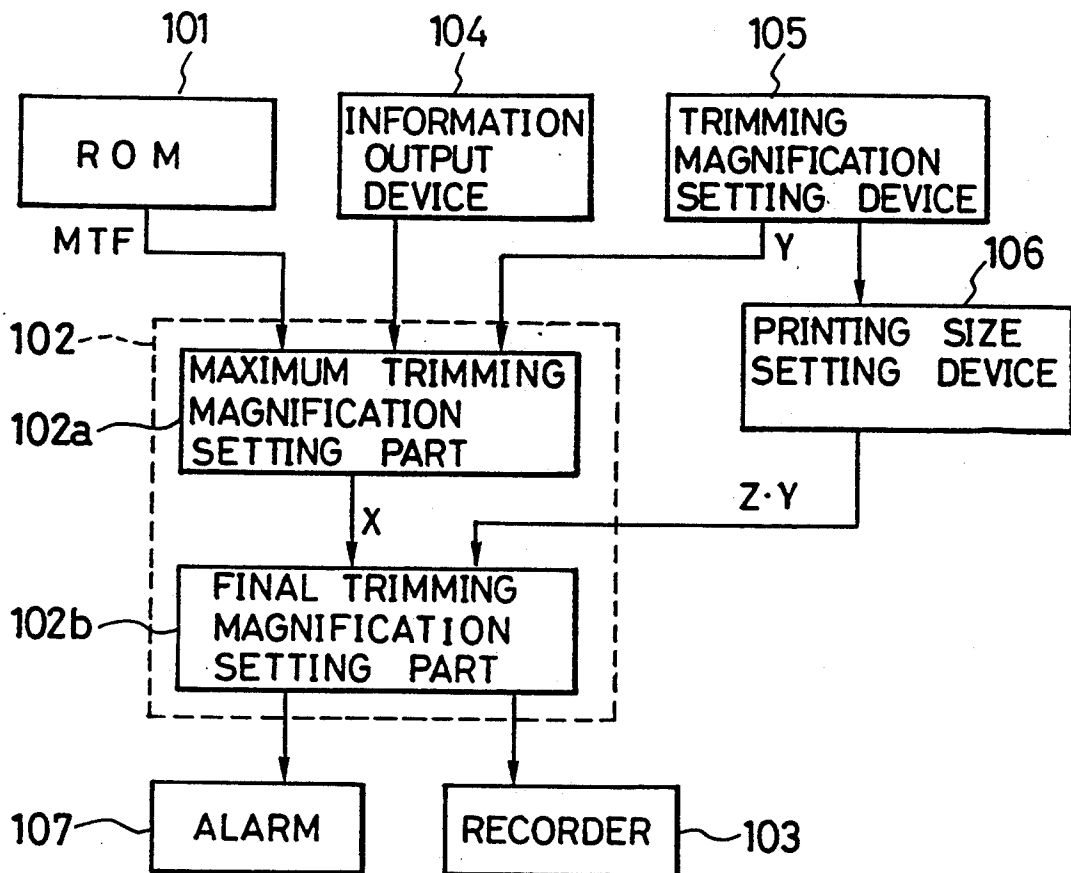 101
104
105
ROM
INFORMATION
OUTPUT
DEVICE
TRIMMING
MAGNIFICATION
SETTING DEVICE
MTF
Y
106
PRINTING SIZE
SETTING DEVICE
102
MAXIMUM TRIMMING
MAGNIFICATION
SETTING PART
102a
X
Z·Y
FINAL TRIMMING
MAGNIFICATION
SETTING PART
102b
107
ALARM
RECORDER
103